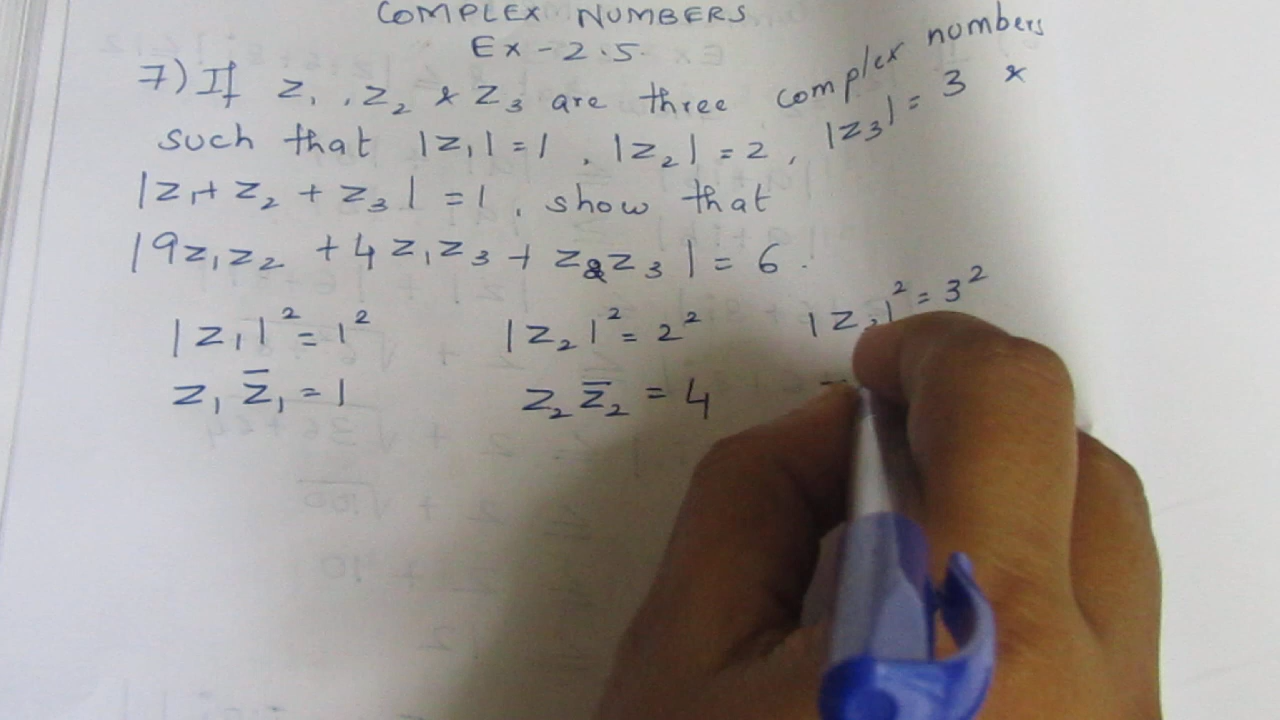 COMPLEX NUMBERS
Ex - 2.5.
7) If z₁, z₂ & z₃ are three complex numbers
such that |z₁| = 1, |z₂| = 2, |z₃| = 3 &
|z₁ + z₂ + z₃| = 1, show that
|9z₁z₂ + 4z₁z₃ + z₂z₃| = 6.
|z₁|² = 1² |z₂|² = 2² |z₃|² = 3²
z₁ z̄₁ = 1 z₂ z̄₂ = 4